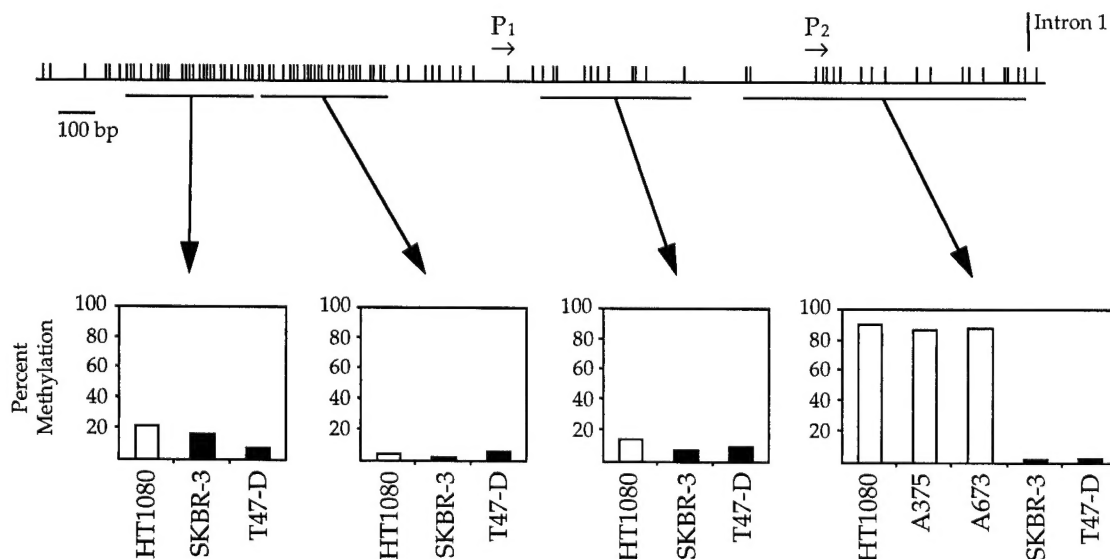 P1
P2
Intron 1
100 bp
Percent
Methylation
100
80
60
40
20
HT1080
SKBR-3
T47-D
100
80
60
40
20
HT1080
SKBR-3
T47-D
100
80
60
40
20
HT1080
SKBR-3
T47-D
100
80
60
40
20
HT1080
A375
A673
SKBR-3
T47-D